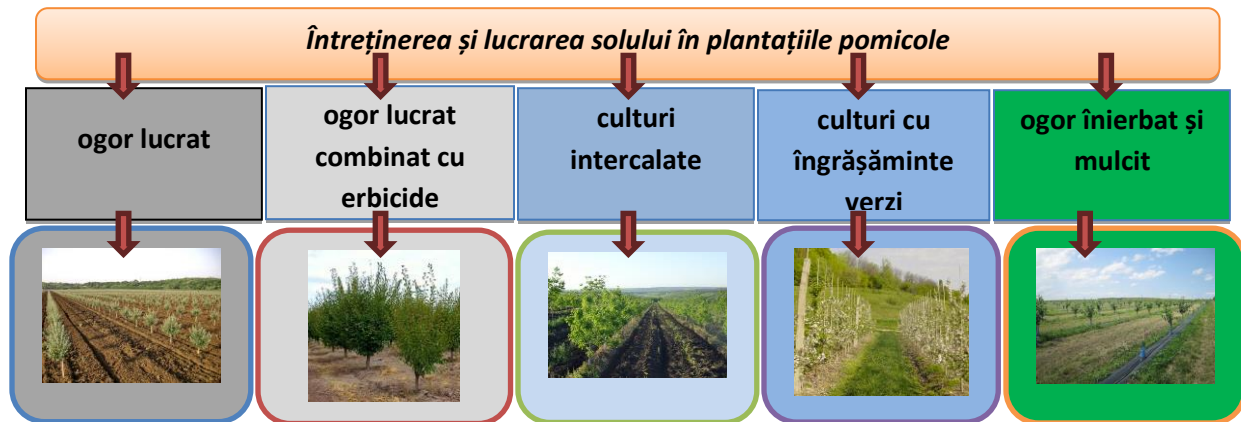 Întreținerea și lucrarea solului în plantațiile pomicole
ogor lucrat
ogor lucrat
combinat cu
erbicide
culturi
intercalate
culturi cu
îngrășăminte
verzi
ogor înierbat și
mulcit